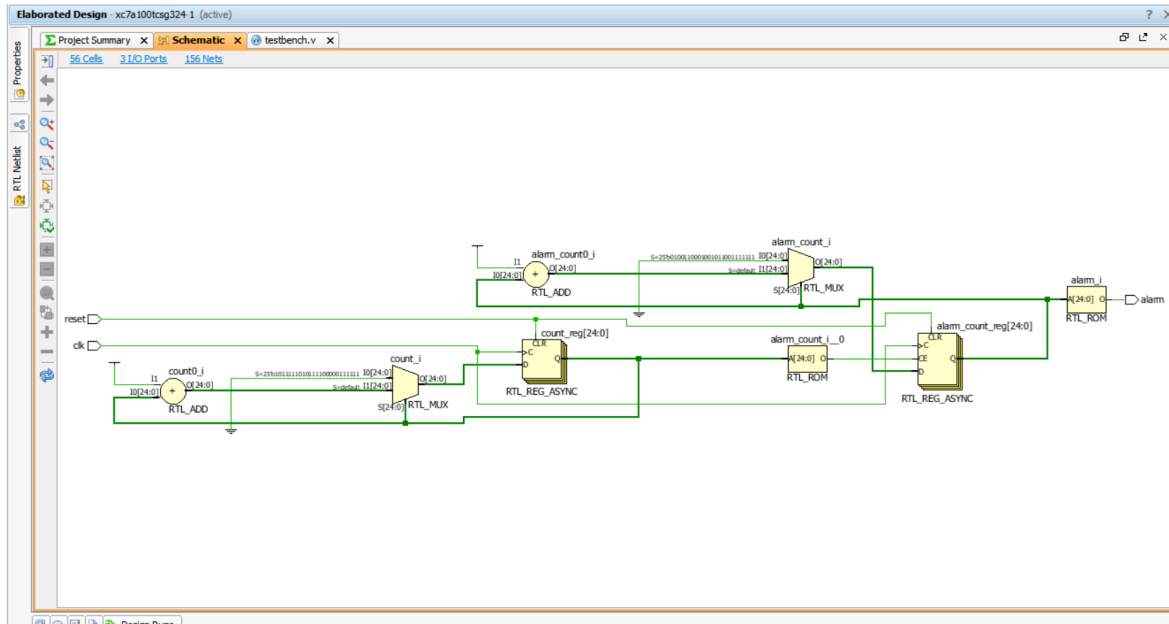 Elaborated Design - xc7a100tcsg324-1 (active)
Project Summary
Schematic
testbench.v
Properties
RTL Netlist
56 Cells 3 I/O Ports 156 Nets
alarm_count_i
alarm_count0_i
I1
I0[24:0]
O[24:0]
RTL_ADD
I0[24:0]
S=default I1[24:0]
O[24:0]
S[24:0]
RTL_MUX
alarm_i
A[24:0] O
RTL_ROM
alarm
reset
clk
count_reg[24:0]
CLR
C
D
Q
RTL_REG_ASYNC
alarm_count_i__0
A[24:0] O
RTL_ROM
alarm_count_reg[24:0]
CLR
C
CE
D
Q
RTL_REG_ASYNC
count_i
count0_i
I1
I0[24:0]
O[24:0]
RTL_ADD
I0[24:0]
S=default I1[24:0]
O[24:0]
S[24:0]
RTL_MUX